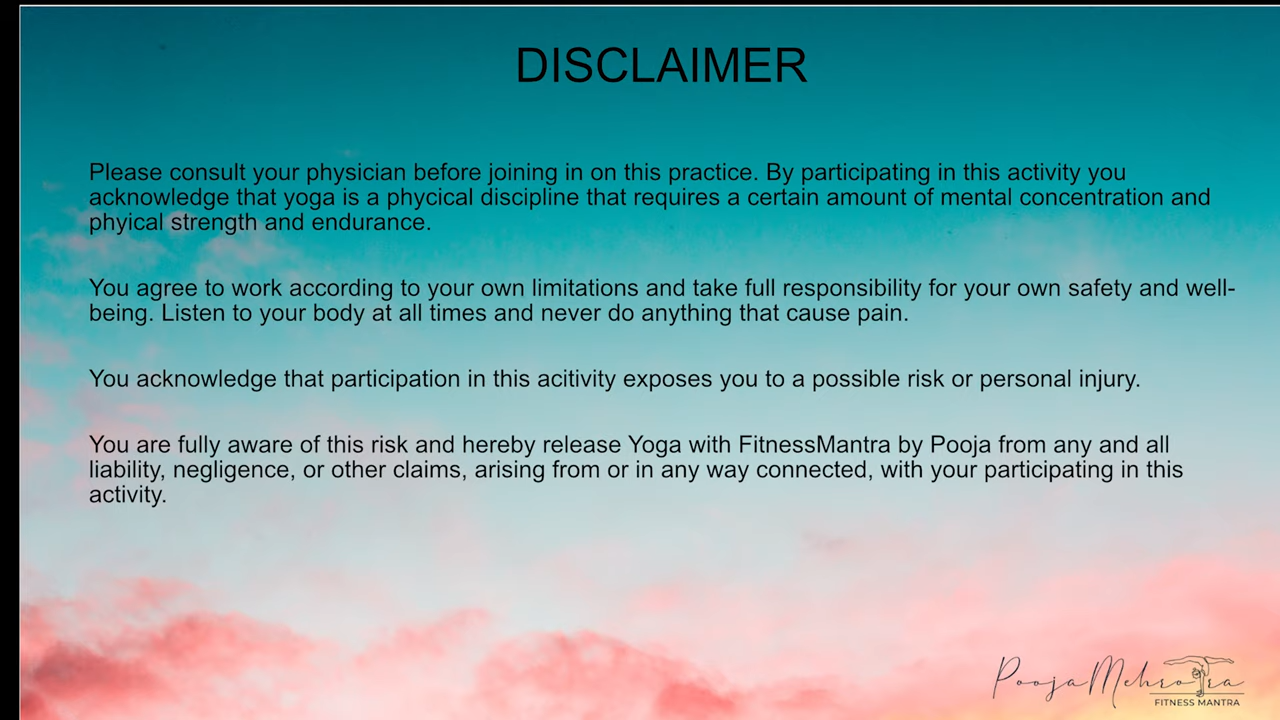 DISCLAIMER
Please consult your physician before joining in on this practice. By participating in this activity you
acknowledge that yoga is a phycical discipline that requires a certain amount of mental concentration and
phyical strength and endurance.
You agree to work according to your own limitations and take full responsibility for your own safety and well-
being. Listen to your body at all times and never do anything that cause pain.
You acknowledge that participation in this acitivity exposes you to a possible risk or personal injury.
You are fully aware of this risk and hereby release Yoga with FitnessMantra by Pooja from any and all
liability, negligence, or other claims, arising from or in any way connected, with your participating in this
activity.
Pooja Mehrotra
FITNESS MANTRA